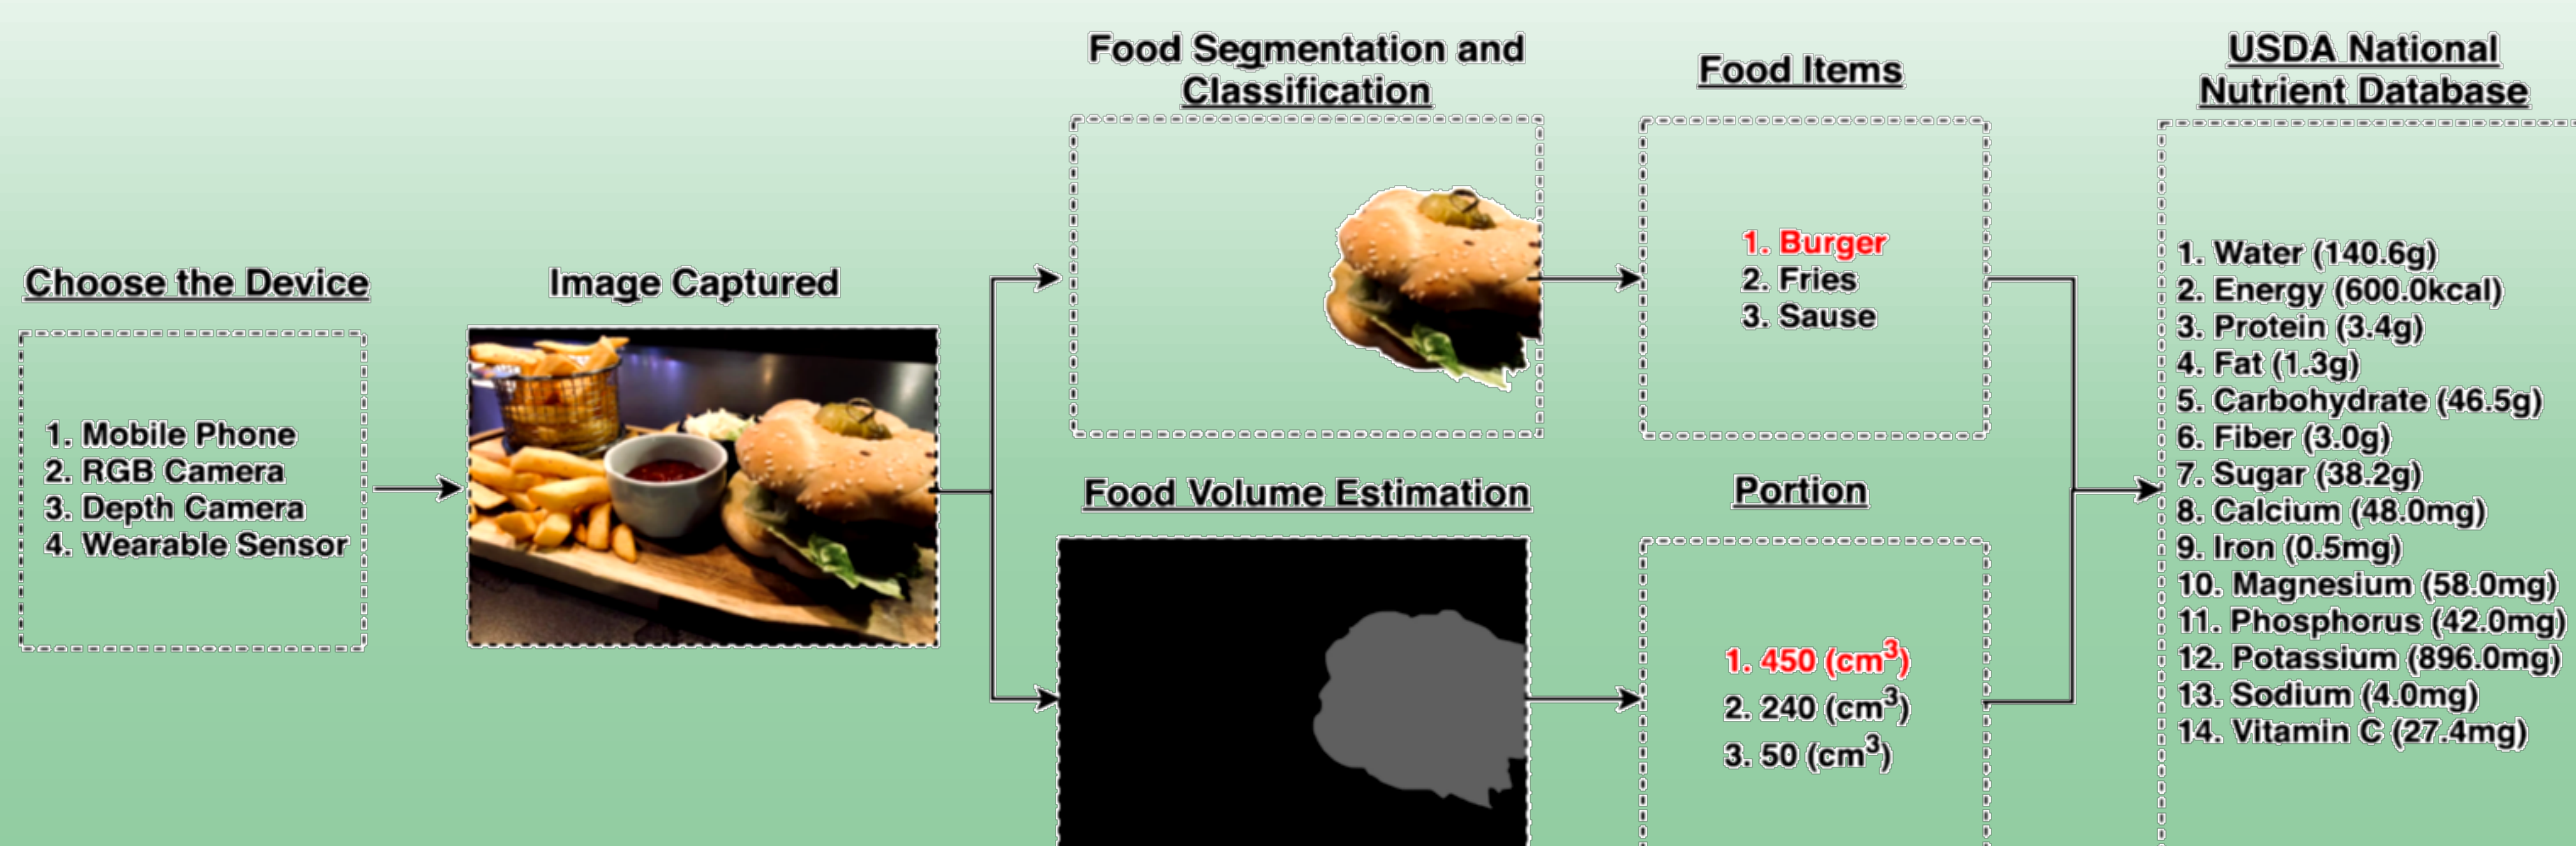 Choose the Device
1. Mobile Phone
2. RGB Camera
3. Depth Camera
4. Wearable Sensor
Image Captured
Food Segmentation and
Classification
Food Volume Estimation
Food Items
1. Burger
2. Fries
3. Sause
Portion
1. 450 (cm³)
2. 240 (cm³)
3. 50 (cm³)
USDA National
Nutrient Database
1. Water (140.6g)
2. Energy (600.0kcal)
3. Protein (3.4g)
4. Fat (1.3g)
5. Carbohydrate (46.5g)
6. Fiber (3.0g)
7. Sugar (38.2g)
8. Calcium (48.0mg)
9. Iron (0.5mg)
10. Magnesium (58.0mg)
11. Phosphorus (42.0mg)
12. Potassium (896.0mg)
13. Sodium (4.0mg)
14. Vitamin C (27.4mg)